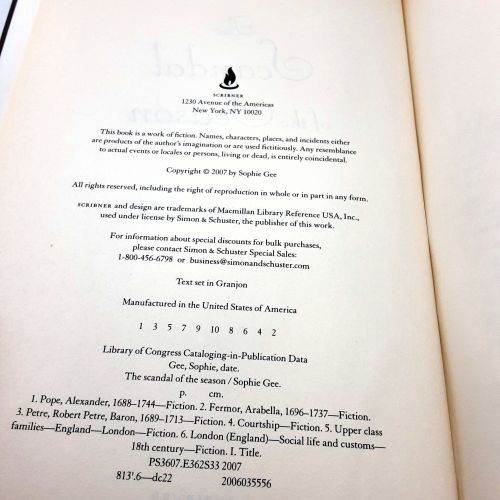 SCRIBNER
1230 Avenue of the Americas
New York, NY 10020
This book is a work of fiction. Names, characters, places, and incidents either
are products of the author's imagination or are used fictitiously. Any resemblance
to actual events or locales or persons, living or dead, is entirely coincidental.
Copyright © 2007 by Sophie Gee
All rights reserved, including the right of reproduction in whole or in part in any form.
SCRIBNER and design are trademarks of Macmillan Library Reference USA, Inc.,
used under license by Simon & Schuster, the publisher of this work.
For information about special discounts for bulk purchases,
please contact Simon & Schuster Special Sales:
1-800-456-6798 or business@simonandschuster.com
Text set in Granjon
Manufactured in the United States of America
1 3 5 7 9 10 8 6 4 2
Library of Congress Cataloging-in-Publication Data
Gee, Sophie, date.
The scandal of the season / Sophie Gee.
p. cm.
1. Pope, Alexander, 1688–1744—Fiction. 2. Fermor, Arabella, 1696–1737—Fiction.
3. Petre, Robert Petre, Baron, 1689–1713—Fiction. 4. Courtship—Fiction. 5. Upper class
families—England—London—Fiction. 6. London (England)—Social life and customs—
18th century—Fiction. I. Title.
PS3607.E362S33 2007
813'.6—dc22 2006035556